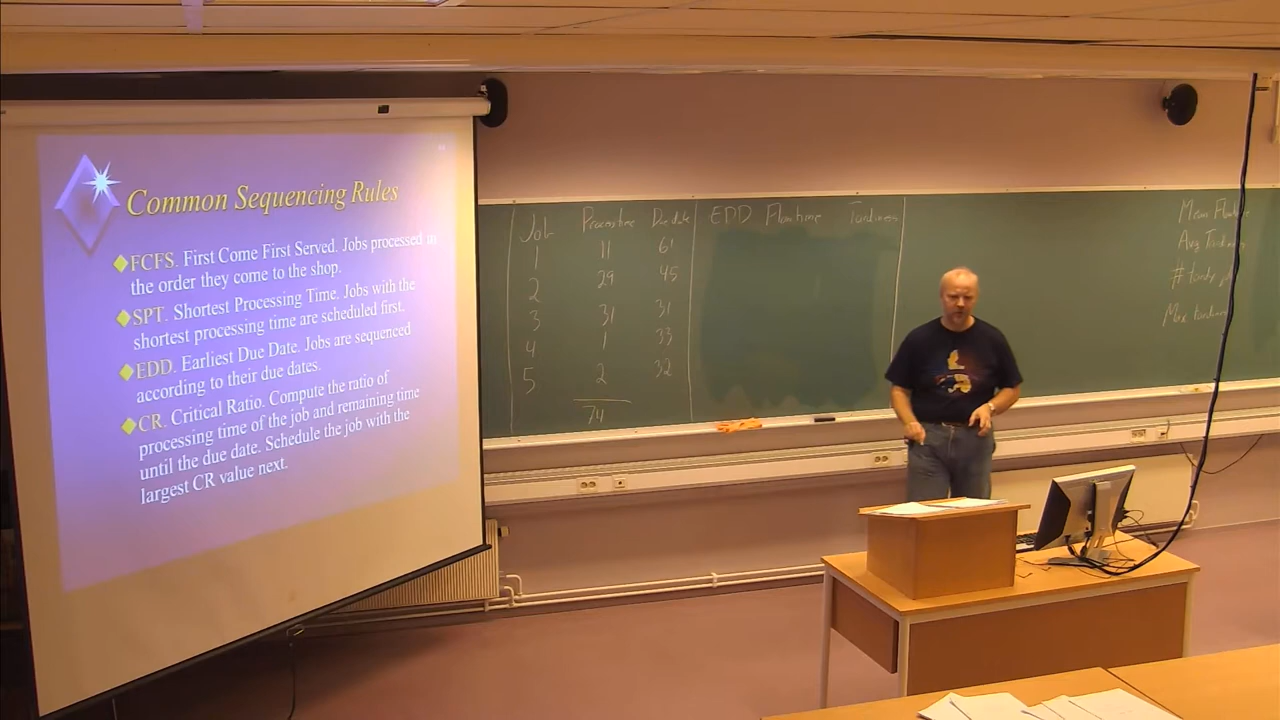 Common Sequencing Rules
FCFS. First Come First Served. Jobs processed in
the order they come to the shop.
SPT. Shortest Processing Time. Jobs with the
shortest processing time are scheduled first.
EDD. Earliest Due Date. Jobs are sequenced
according to their due dates.
CR. Critical Ratio. Compute the ratio of
processing time of the job and remaining time
until the due date. Schedule the job with the
largest CR value next.
Job Process time Due date EDD Flowtime Tardiness
1 11 61
2 29 45
3 31 31
4 1 33
5 2 32
74
Mean
Avg
# tardy
Max